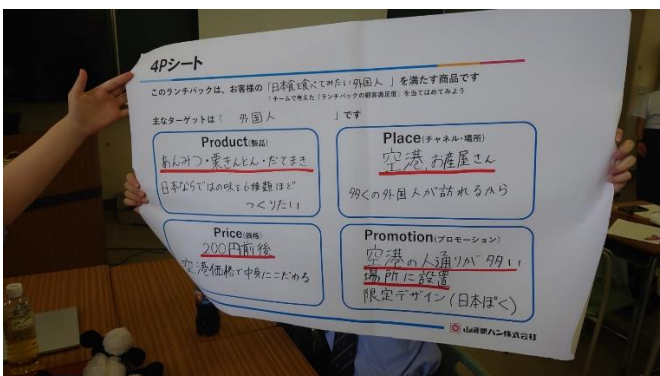 4Pシート
このランチパックは、お客様の「日本食を食べてみたい外国人 」を満たす商品です
「チームで考えた「ランチパックの顧客満足度」を当てはめてみよう
主なターゲットは「 外国人 」です
Product(製品)
あんみつ・栗きんとん・だてまき
日本ならではの味を6種類ほど
つくりたい
Place(チャネル・場所)
空港、お産屋さん
多くの外国人が訪れるから
Price(価格)
200円前後
空港価格で中身にこだわる
Promotion(プロモーション)
空港の人通りが多い
場所に設置
限定デザイン(日本ぽく)
山崎製パン株式会社